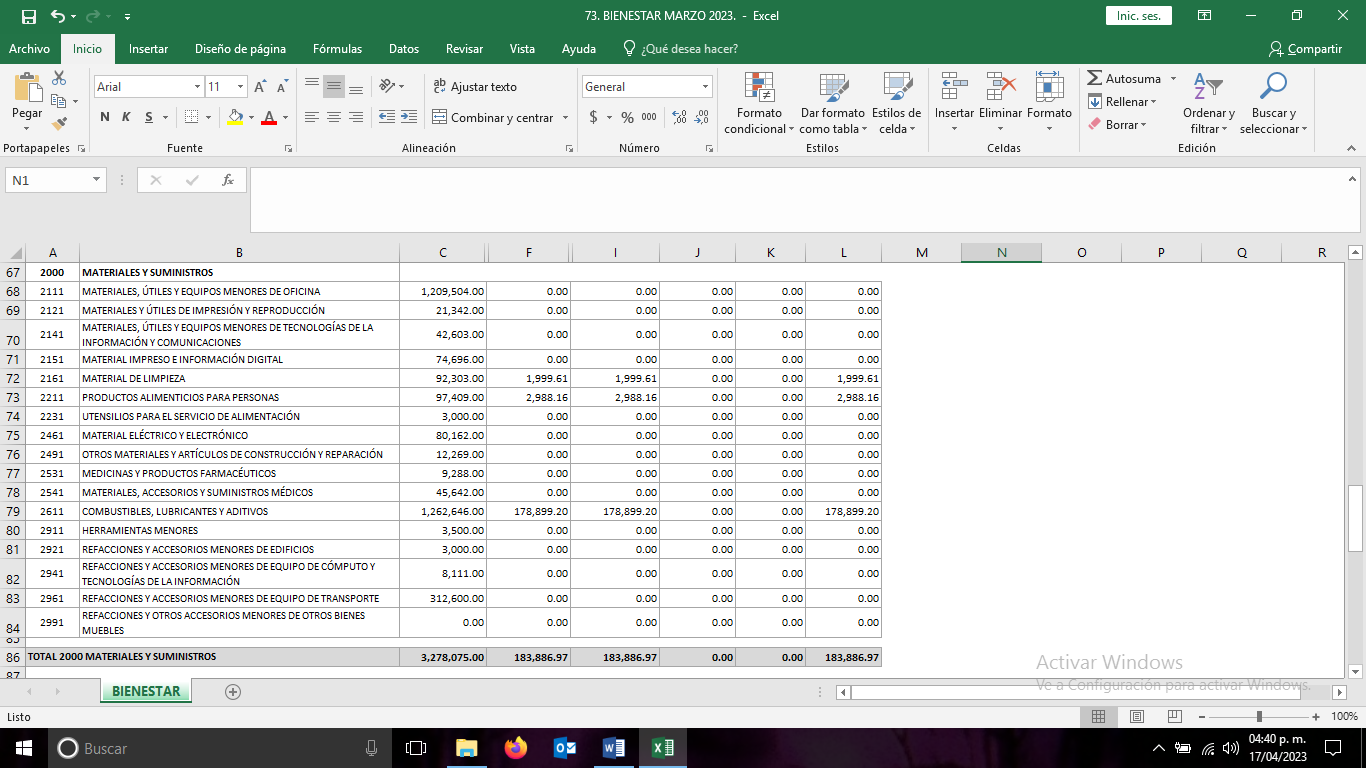 73. BIENESTAR MARZO 2023. - Excel
Inic. ses.
Archivo Inicio Insertar Diseño de página Fórmulas Datos Revisar Vista Ayuda ¿Qué desea hacer? Compartir
Pegar
Portapapeles
Arial 11
N K S
Fuente
Ajustar texto
Combinar y centrar
Alineación
General
$ % 000
Número
Formato condicional
Dar formato como tabla
Estilos de celda
Estilos
Insertar Eliminar Formato
Celdas
Autosuma
Rellenar
Borrar
Ordenar y filtrar
Buscar y seleccionar
Edición
N1 fx
A B C F I J K L M N O P Q R
67 2000 MATERIALES Y SUMINISTROS
68 2111 MATERIALES, ÚTILES Y EQUIPOS MENORES DE OFICINA 1,209,504.00 0.00 0.00 0.00 0.00 0.00
69 2121 MATERIALES Y ÚTILES DE IMPRESIÓN Y REPRODUCCIÓN 21,342.00 0.00 0.00 0.00 0.00 0.00
70 2141 MATERIALES, ÚTILES Y EQUIPOS MENORES DE TECNOLOGÍAS DE LA
INFORMACIÓN Y COMUNICACIONES 42,603.00 0.00 0.00 0.00 0.00 0.00
71 2151 MATERIAL IMPRESO E INFORMACIÓN DIGITAL 74,696.00 0.00 0.00 0.00 0.00 0.00
72 2161 MATERIAL DE LIMPIEZA 92,303.00 1,999.61 1,999.61 0.00 0.00 1,999.61
73 2211 PRODUCTOS ALIMENTICIOS PARA PERSONAS 97,409.00 2,988.16 2,988.16 0.00 0.00 2,988.16
74 2231 UTENSILIOS PARA EL SERVICIO DE ALIMENTACIÓN 3,000.00 0.00 0.00 0.00 0.00 0.00
75 2461 MATERIAL ELÉCTRICO Y ELECTRÓNICO 80,162.00 0.00 0.00 0.00 0.00 0.00
76 2491 OTROS MATERIALES Y ARTÍCULOS DE CONSTRUCCIÓN Y REPARACIÓN 12,269.00 0.00 0.00 0.00 0.00 0.00
77 2531 MEDICINAS Y PRODUCTOS FARMACÉUTICOS 9,288.00 0.00 0.00 0.00 0.00 0.00
78 2541 MATERIALES, ACCESORIOS Y SUMINISTROS MÉDICOS 45,642.00 0.00 0.00 0.00 0.00 0.00
79 2611 COMBUSTIBLES, LUBRICANTES Y ADITIVOS 1,262,646.00 178,899.20 178,899.20 0.00 0.00 178,899.20
80 2911 HERRAMIENTAS MENORES 3,500.00 0.00 0.00 0.00 0.00 0.00
81 2921 REFACCIONES Y ACCESORIOS MENORES DE EDIFICIOS 3,000.00 0.00 0.00 0.00 0.00 0.00
82 2941 REFACCIONES Y ACCESORIOS MENORES DE EQUIPO DE CÓMPUTO Y
TECNOLOGÍAS DE LA INFORMACIÓN 8,111.00 0.00 0.00 0.00 0.00 0.00
83 2961 REFACCIONES Y ACCESORIOS MENORES DE EQUIPO DE TRANSPORTE 312,600.00 0.00 0.00 0.00 0.00 0.00
84 2991 REFACCIONES Y OTROS ACCESORIOS MENORES DE OTROS BIENES
MUEBLES 0.00 0.00 0.00 0.00 0.00 0.00
85
86 TOTAL 2000 MATERIALES Y SUMINISTROS 3,278,075.00 183,886.97 183,886.97 0.00 0.00 183,886.97
87
Activar Windows
Ve a Configuración para activar Windows.
BIENESTAR
Listo
100%
Buscar
04:40 p. m.
17/04/2023